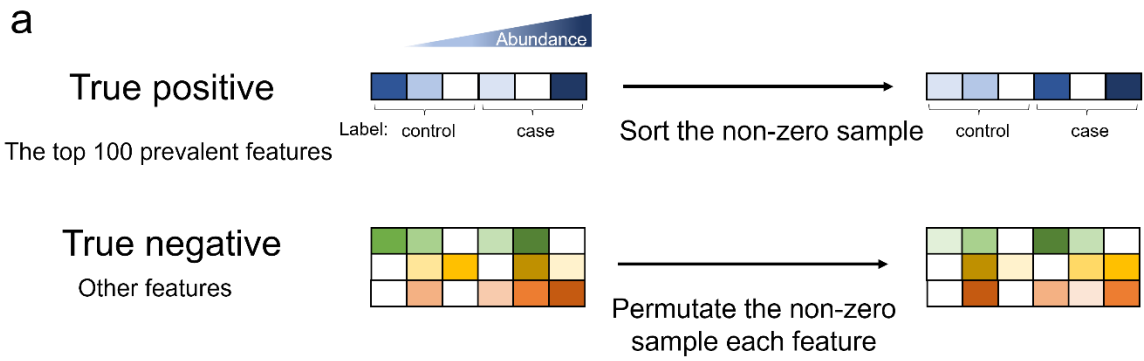 a
Abundance
True positive
Label: control case
Sort the non-zero sample
control case
The top 100 prevalent features
True negative
Other features
Permutate the non-zero
sample each feature